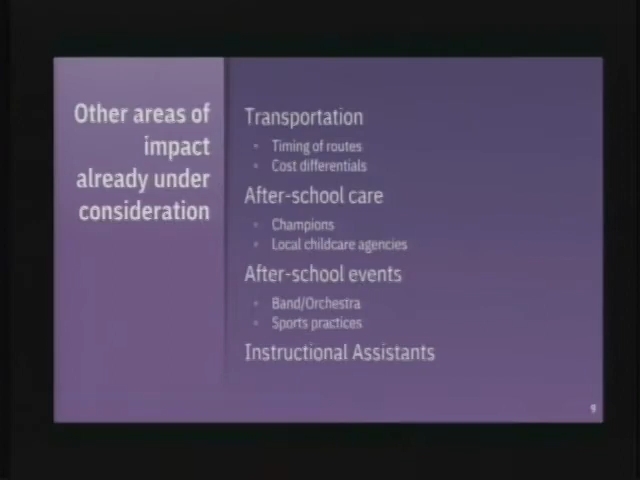 Other areas of
impact
already under
consideration
Transportation
Timing of routes
Cost differentials
After-school care
Champions
Local childcare agencies
After-school events
Band/Orchestra
Sports practices
Instructional Assistants
9